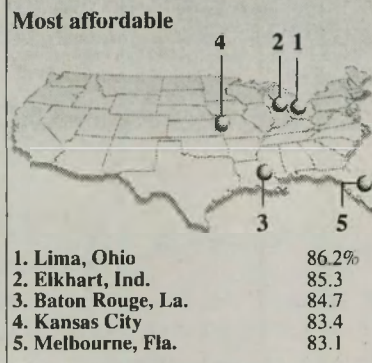 Most affordable
4 2 1
3 5
1. Lima, Ohio 86.2%
2. Elkhart, Ind. 85.3
3. Baton Rouge, La. 84.7
4. Kansas City 83.4
5. Melbourne, Fla. 83.1